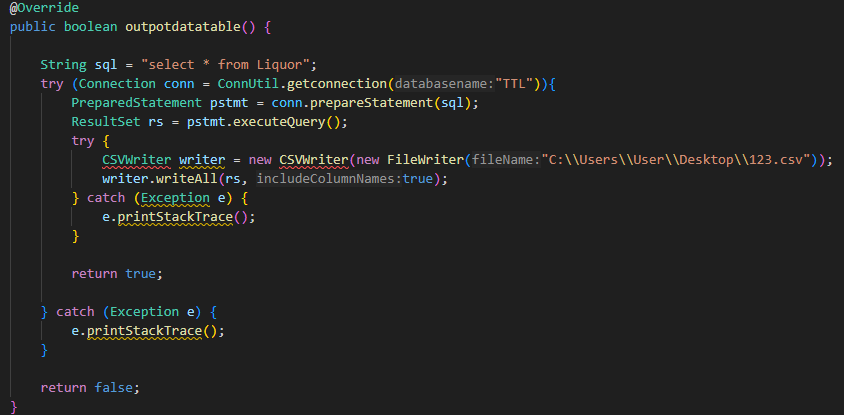 @Override
public boolean outpotdatatable() {
String sql = "select * from Liquor";
try (Connection conn = ConnUtil.getconnection(databasename:"TTL")){
PreparedStatement pstmt = conn.prepareStatement(sql);
ResultSet rs = pstmt.executeQuery();
try {
CSVWriter writer = new CSVWriter(new FileWriter(fileName:"C:\\Users\\User\\Desktop\\123.csv"));
writer.writeAll(rs, includeColumnNames:true);
} catch (Exception e) {
e.printStackTrace();
}
return true;
} catch (Exception e) {
e.printStackTrace();
}
return false;
}